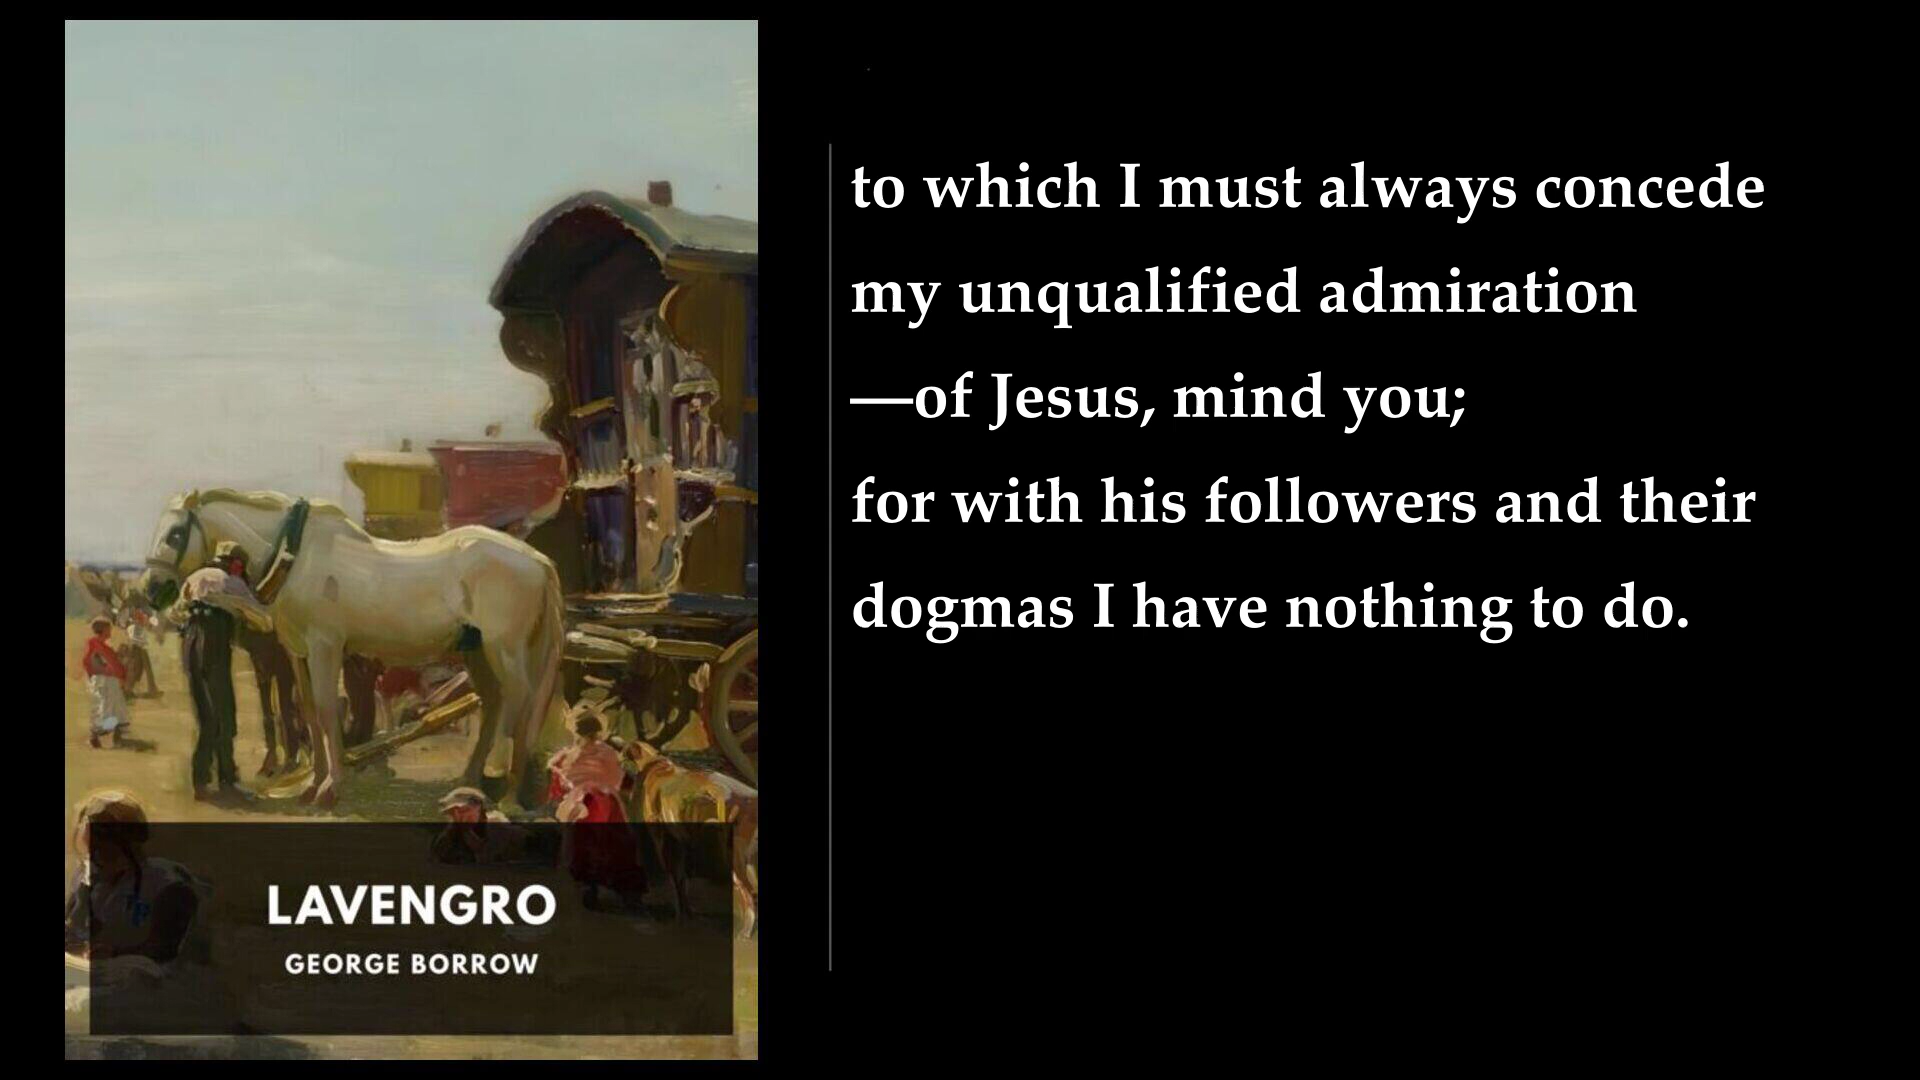 to which I must always concede
my unqualified admiration
—of Jesus, mind you;
for with his followers and their
dogmas I have nothing to do.
LAVENGRO
GEORGE BORROW